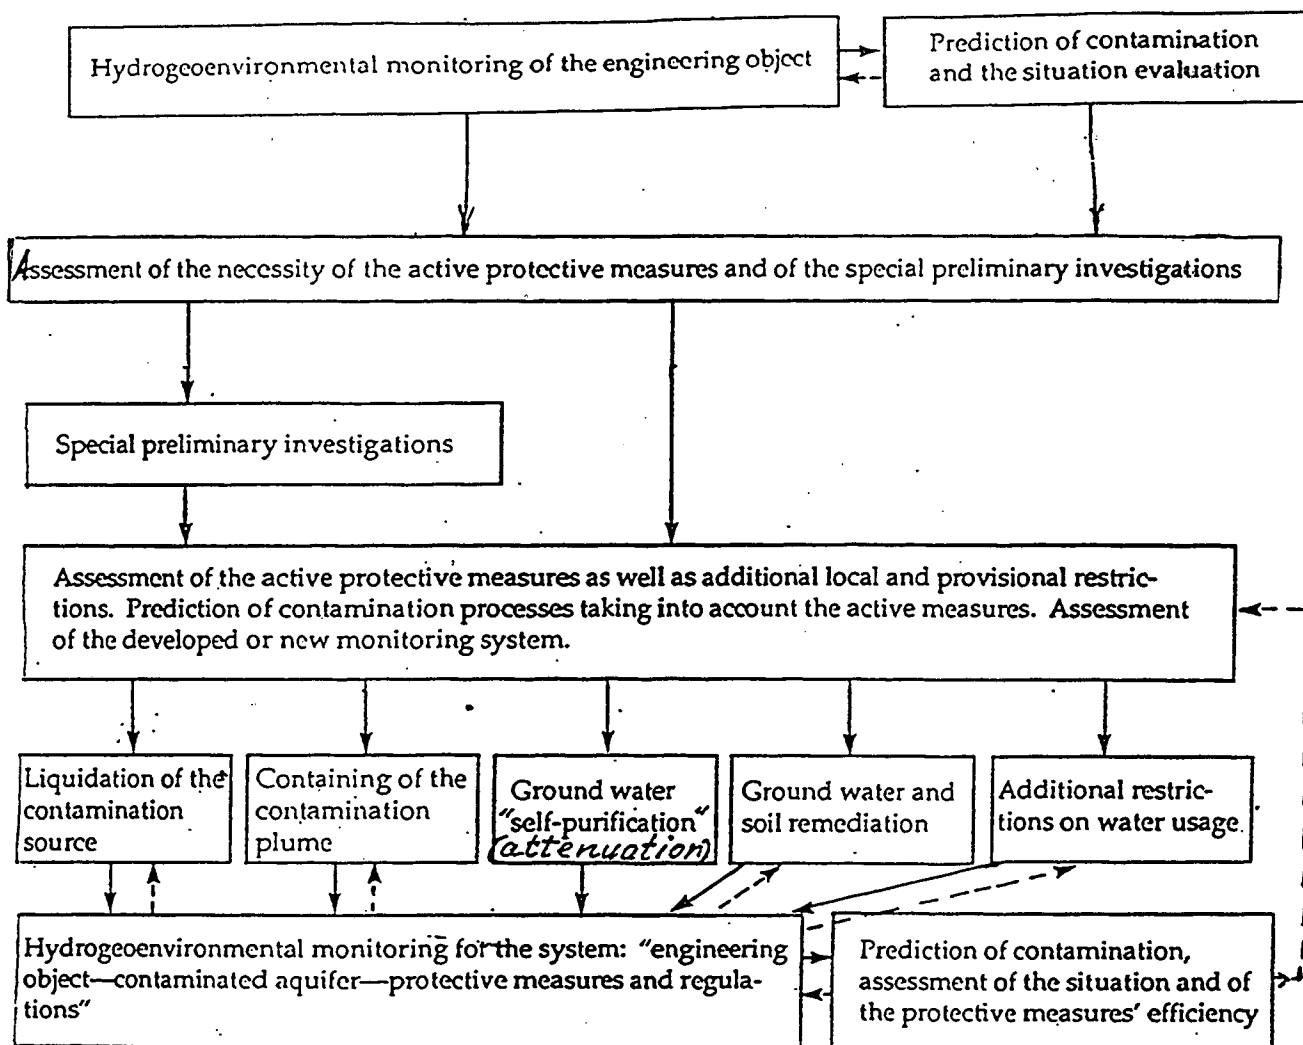 Hydrogeoenvironmental monitoring of the engineering object
Prediction of contamination
and the situation evaluation
Assessment of the necessity of the active protective measures and of the special preliminary investigations
Special preliminary investigations
Assessment of the active protective measures as well as additional local and provisional restric-
tions. Prediction of contamination processes taking into account the active measures. Assessment
of the developed or new monitoring system.
Liquidation of the
contamination
source
Containing of the
contamination
plume
Ground water
"self-purification"
(attenuation)
Ground water and
soil remediation
Additional restric-
tions on water usage.
Hydrogeoenvironmental monitoring for the system: "engineering
object—contaminated aquifer—protective measures and regula-
tions"
Prediction of contamination,
assessment of the situation and of
the protective measures' efficiency